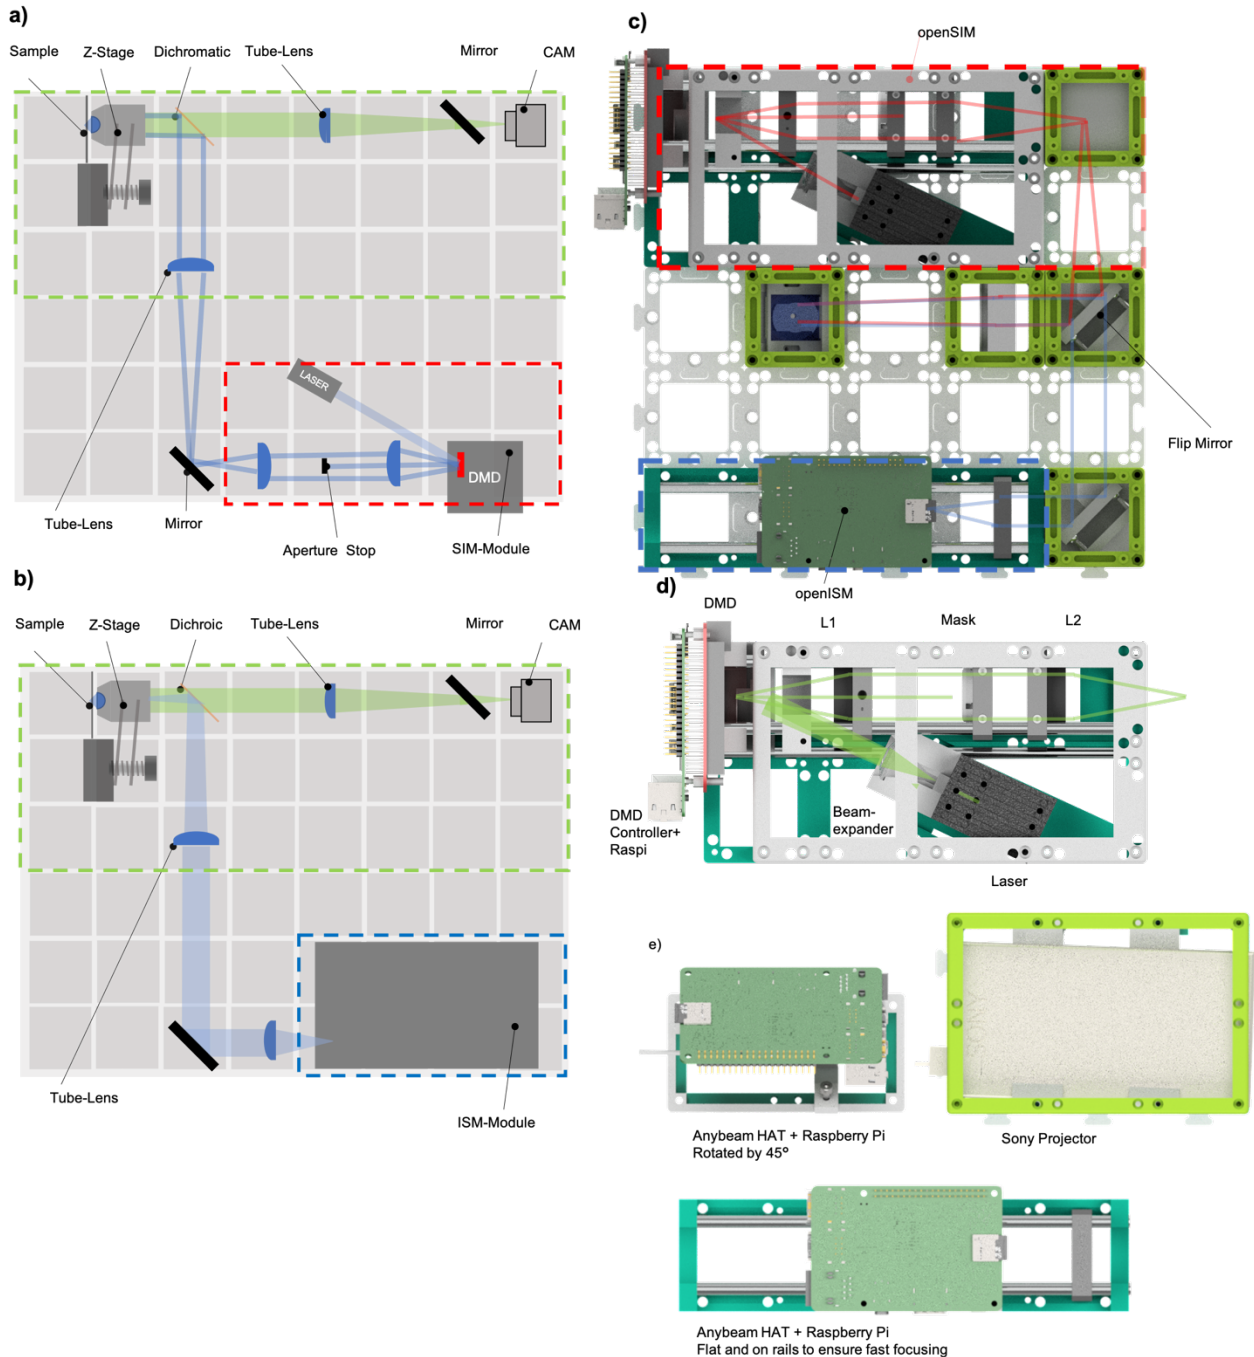 a)
Sample
Z-Stage
Dichromatic
Tube-Lens
Mirror
CAM
LASER
DMD
Tube-Lens
Mirror
Aperture Stop
SIM-Module
b)
Sample
Z-Stage
Dichroic
Tube-Lens
Mirror
CAM
Tube-Lens
ISM-Module
c)
openSIM
Flip Mirror
openISM
d)
DMD
L1
Mask
L2
DMD
Controller+
Raspi
Beam-
expander
Laser
e)
Anybeam HAT + Raspberry Pi
Rotated by 45°
Sony Projector
Anybeam HAT + Raspberry Pi
Flat and on rails to ensure fast focusing